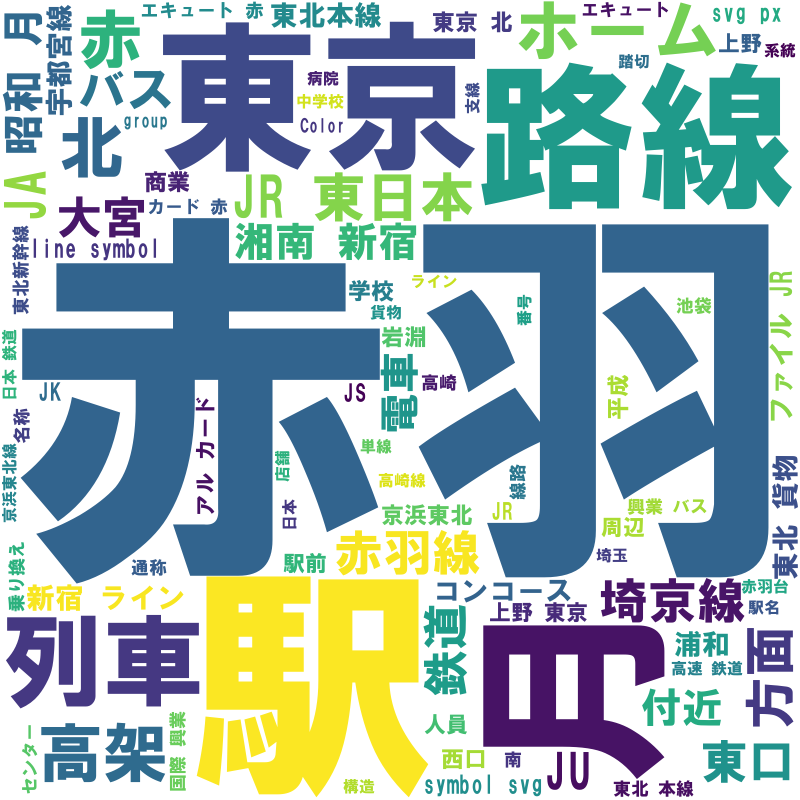 エキュート 赤
東北本線
東京 北
エキュート
svg px
赤
東京
ホーム
上野
系統
昭和 月
宇都宮線
バス
病院
支線
踏切
中学校
路線
北
group
Color
JA
商業
JR 東日本
大宮
カード 赤
湘南 新宿
line symbol
東北新幹線
赤羽
学校
ライン
貨物
番号
池袋
ファイル JR
日本 鉄道
岩淵
電車
JK
JS
高崎
平成
名称
アル カード
単線
京浜東北線
店舗
高崎線
線路
東北 貨物
日本
京浜東北
JR
興業 バス
周辺
赤羽線
埼玉
乗り換え
通称
駅前
新宿 ライン
駅
コンコース
埼京線
赤羽台
駅名
上野 東京
列車
鉄道
円
浦和
高速 鉄道
方面
付近
人員
高架
国際 興業
センター
西口
南
JU
東口
構造
symbol svg
東北 本線